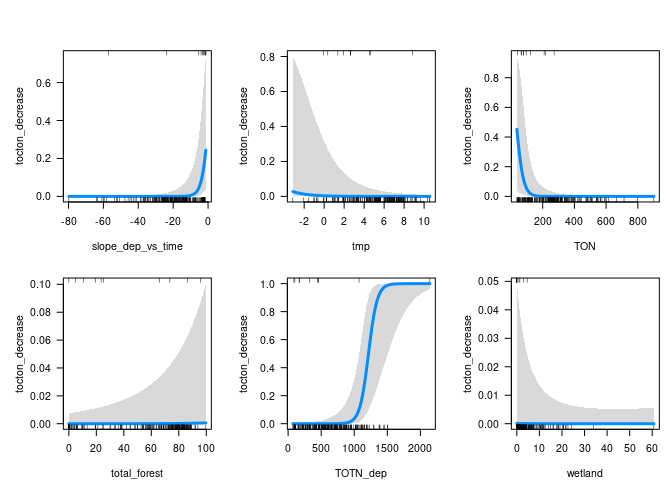 tocton_decrease
0.6
0.4
0.2
0.0
-80 -60 -40 -20 0
slope_dep_vs_time
tocton_decrease
0.8
0.6
0.4
0.2
0.0
-2 0 2 4 6 8 10
tmp
tocton_decrease
0.8
0.6
0.4
0.2
0.0
200 400 600 800
TON
tocton_decrease
0.10
0.08
0.06
0.04
0.02
0.00
0 20 40 60 80 100
total_forest
tocton_decrease
1.0
0.8
0.6
0.4
0.2
0.0
0 500 1000 1500 2000
TOTN_dep
tocton_decrease
0.05
0.04
0.03
0.02
0.01
0.00
0 10 20 30 40 50 60
wetland